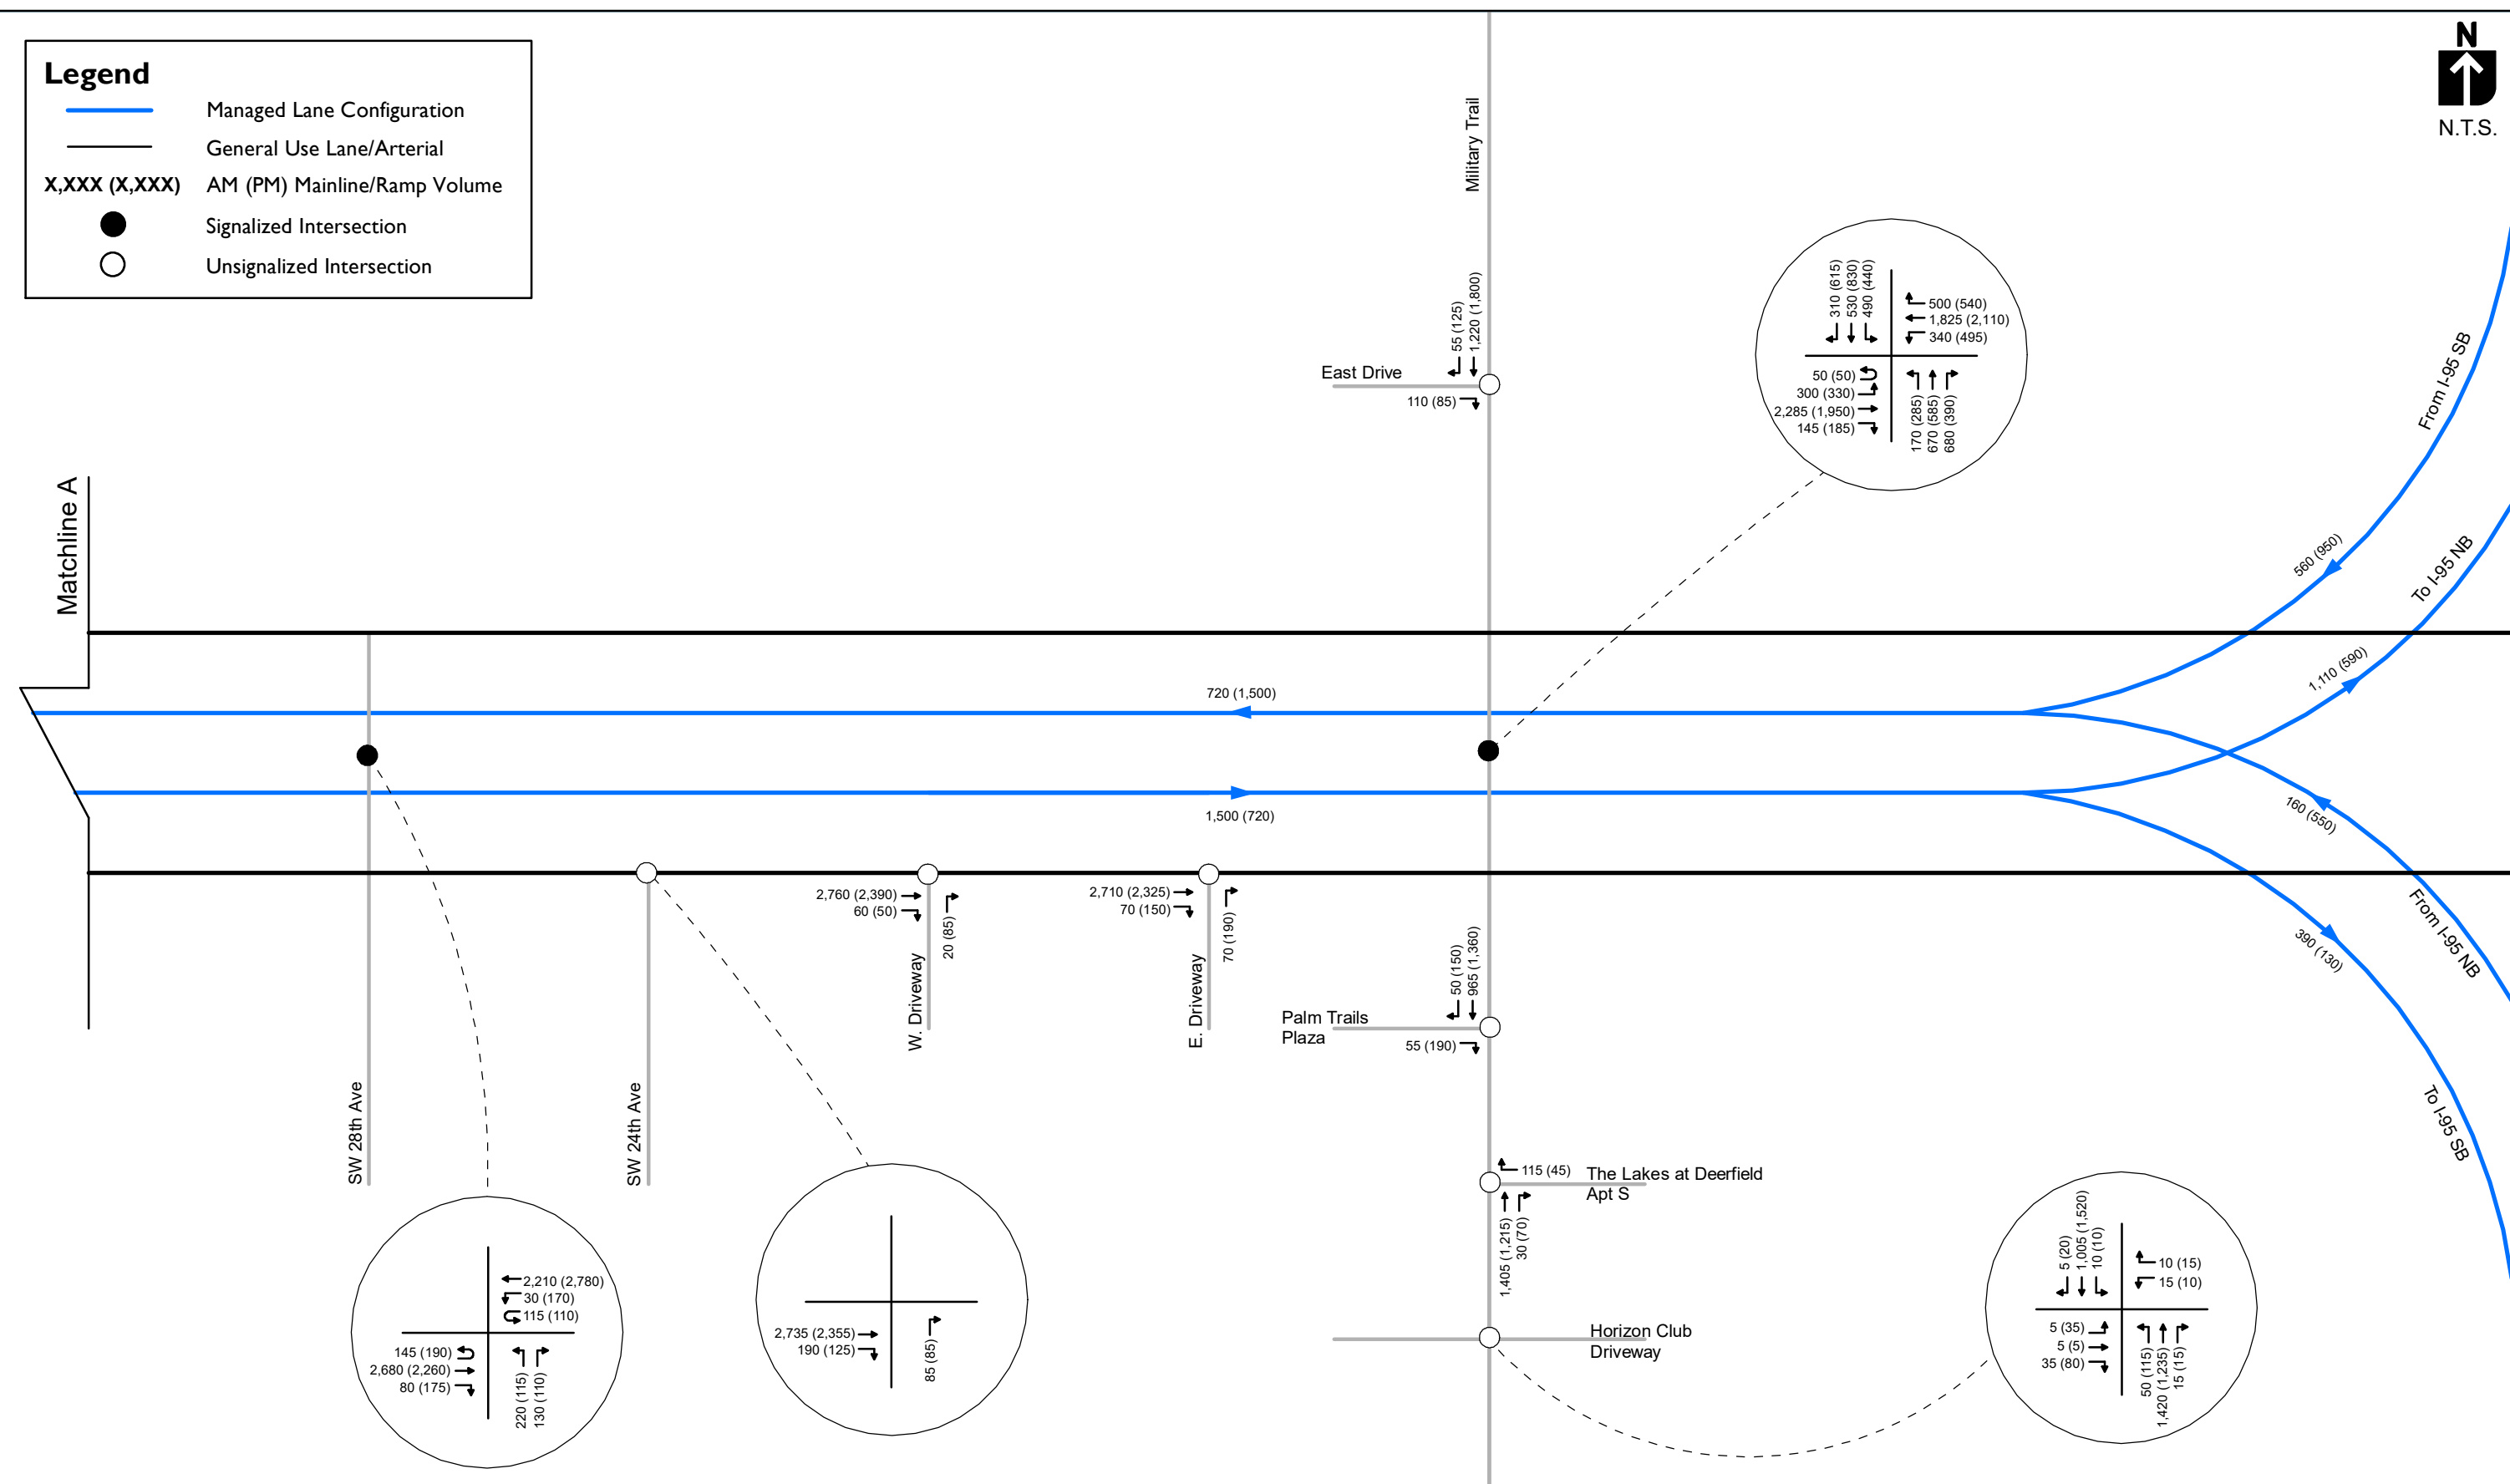 Legend
Managed Lane Configuration
General Use Lane/Arterial
X,XXX (X,XXX) AM (PM) Mainline/Ramp Volume
Signalized Intersection
Unsignalized Intersection
N
N.T.S.
Military Trail
55 (125)
1,220 (1,800)
East Drive
110 (85)
310 (615)
530 (830)
490 (440)
500 (540)
1,825 (2,110)
340 (495)
50 (50)
300 (330)
2,285 (1,950)
145 (185)
170 (285)
670 (585)
680 (390)
From I-95 SB
560 (950)
To I-95 NB
1,110 (590)
Matchline A
720 (1,500)
1,500 (720)
160 (550)
From I-95 NB
390 (130)
To I-95 SB
2,760 (2,390)
60 (50)
20 (85)
W. Driveway
2,710 (2,325)
70 (150)
70 (190)
E. Driveway
50 (150)
965 (1,360)
Palm Trails
Plaza
55 (190)
SW 28th Ave
SW 24th Ave
115 (45)
The Lakes at Deerfield
Apt S
1,405 (1,215)
30 (70)
Horizon Club
Driveway
2,210 (2,780)
30 (170)
115 (110)
145 (190)
2,680 (2,260)
80 (175)
220 (115)
130 (110)
2,735 (2,355)
190 (125)
85 (85)
5 (20)
1,005 (1,520)
10 (10)
10 (15)
15 (10)
5 (35)
5 (5)
35 (80)
50 (115)
1,420 (1,235)
15 (15)